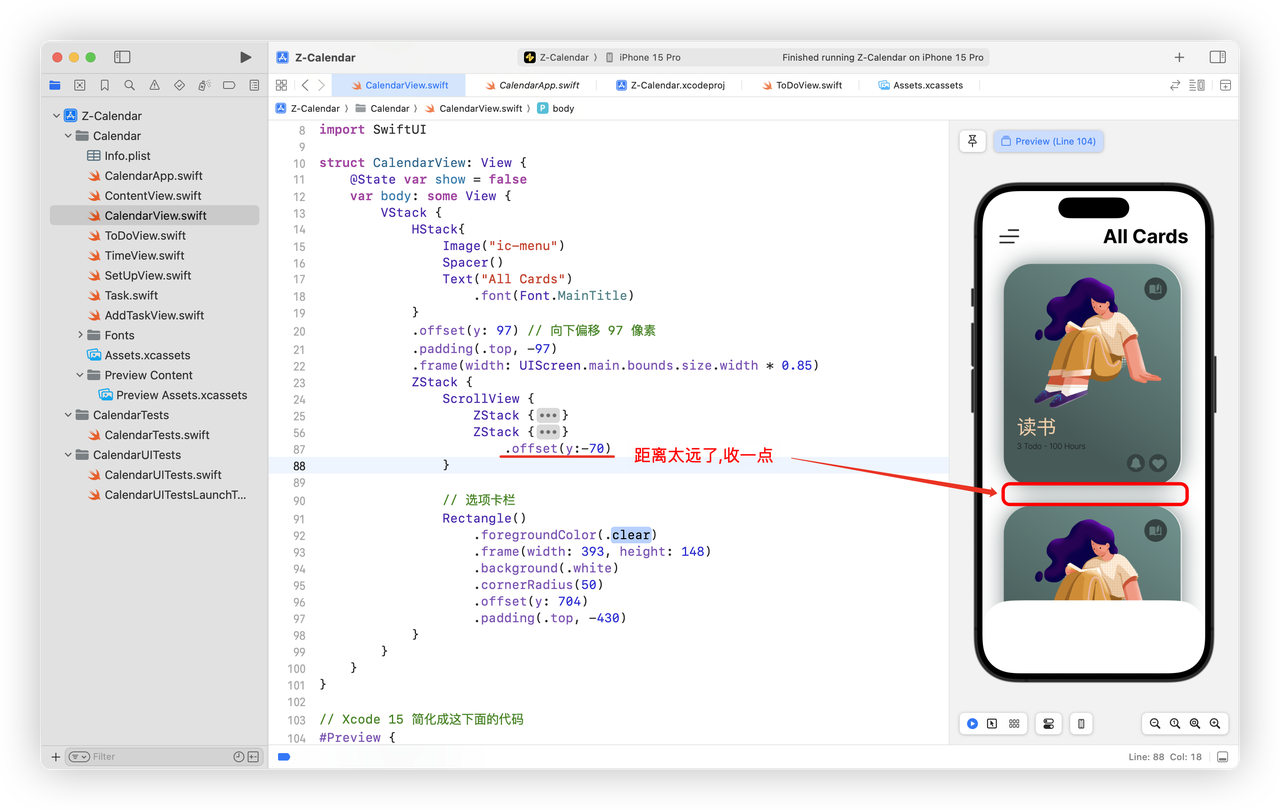 Z-Calendar
Z-Calendar 〉 iPhone 15 Pro
Finished running Z-Calendar on iPhone 15 Pro
CalendarView.swift
CalendarApp.swift
Z-Calendar.xcodeproj
ToDoView.swift
Assets.xcassets
Z-Calendar 〉 Calendar 〉 CalendarView.swift 〉 P body
Z-Calendar
Calendar
Info.plist
CalendarApp.swift
ContentView.swift
CalendarView.swift
ToDoView.swift
TimeView.swift
SetUpView.swift
Task.swift
AddTaskView.swift
Fonts
Assets.xcassets
Preview Content
Preview Assets.xcassets
CalendarTests
CalendarTests.swift
CalendarUITests
CalendarUITests.swift
CalendarUITestsLaunchT...
Filter
8 import SwiftUI
9
10 struct CalendarView: View {
11 @State var show = false
12 var body: some View {
13 VStack {
14 HStack{
15 Image("ic-menu")
16 Spacer()
17 Text("All Cards")
18 .font(Font.MainTitle)
19 }
20 .offset(y: 97) // 向下偏移 97 像素
21 .padding(.top, -97)
22 .frame(width: UIScreen.main.bounds.size.width * 0.85)
23 ZStack {
24 ScrollView {
25 ZStack {•••}
56 ZStack {•••}
87 .offset(y:-70)
88 }
89
90 // 选项卡栏
91 Rectangle()
92 .foregroundColor(.clear)
93 .frame(width: 393, height: 148)
94 .background(.white)
95 .cornerRadius(50)
96 .offset(y: 704)
97 .padding(.top, -430)
98 }
99 }
100 }
101 }
102
103 // Xcode 15 简化成这下面的代码
104 #Preview {
距离太远了,收一点
Preview (Line 104)
All Cards
读书
3 Todo - 100 Hours
Line: 88 Col: 18